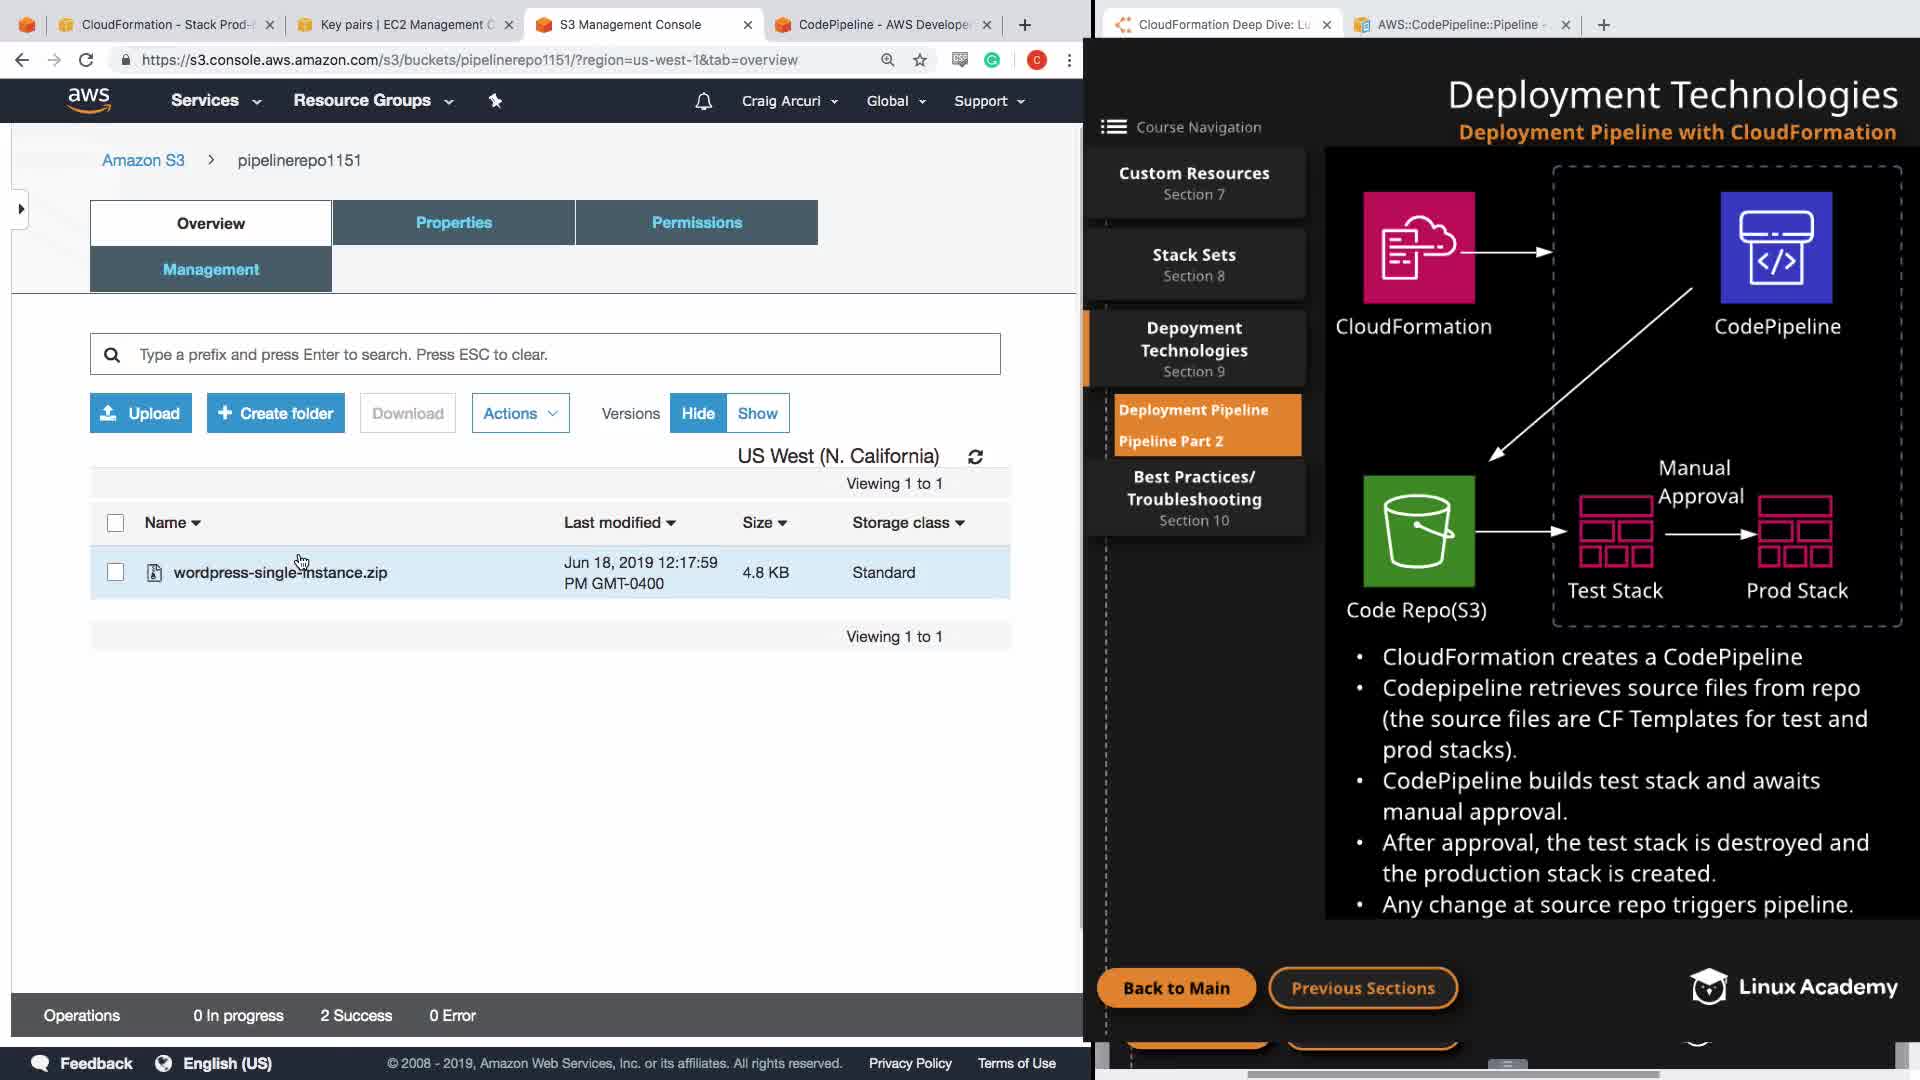 CloudFormation - Stack Prod-
Key pairs | EC2 Management C
S3 Management Console
CodePipeline - AWS Developer
https://s3.console.aws.amazon.com/s3/buckets/pipelinerepo1151/?region=us-west-1&tab=overview
aws
Services
Resource Groups
Craig Arcuri
Global
Support
Amazon S3
pipelinerepo1151
Overview
Properties
Permissions
Management
Type a prefix and press Enter to search. Press ESC to clear.
Upload
Create folder
Download
Actions
Versions
Hide
Show
US West (N. California)
Viewing 1 to 1
Name
Last modified
Size
Storage class
wordpress-single-instance.zip
Jun 18, 2019 12:17:59
PM GMT-0400
4.8 KB
Standard
Viewing 1 to 1
Operations
0 In progress
2 Success
0 Error
Feedback
English (US)
© 2008 - 2019, Amazon Web Services, Inc. or its affiliates. All rights reserved.
Privacy Policy
Terms of Use
CloudFormation Deep Dive: Lu
AWS::CodePipeline::Pipeline -
Deployment Technologies
Deployment Pipeline with CloudFormation
Course Navigation
Custom Resources
Section 7
Stack Sets
Section 8
Depoyment
Technologies
Section 9
Deployment Pipeline
Pipeline Part 2
Best Practices/
Troubleshooting
Section 10
CloudFormation
CodePipeline
Manual
Approval
Code Repo(S3)
Test Stack
Prod Stack
• CloudFormation creates a CodePipeline
• Codepipeline retrieves source files from repo
(the source files are CF Templates for test and
prod stacks).
• CodePipeline builds test stack and awaits
manual approval.
• After approval, the test stack is destroyed and
the production stack is created.
• Any change at source repo triggers pipeline.
Back to Main
Previous Sections
Linux Academy